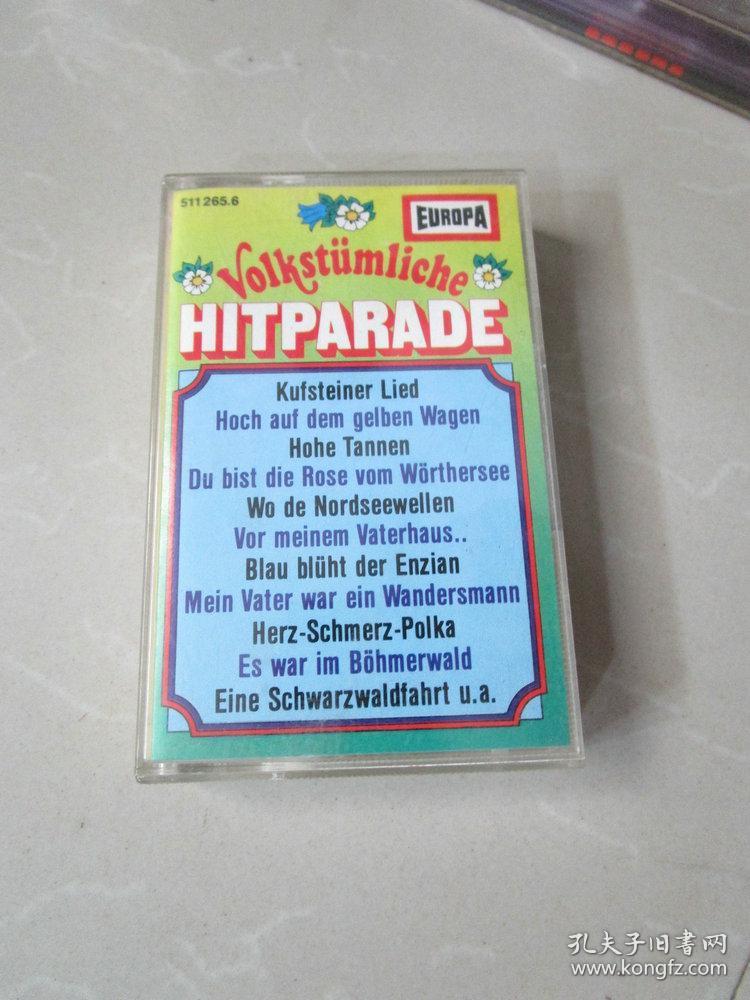 511 265.6
EUROPA
Volkstümliche
HITPARADE
Kufsteiner Lied
Hoch auf dem gelben Wagen
Hohe Tannen
Du bist die Rose vom Wörthersee
Wo de Nordseewellen
Vor meinem Vaterhaus..
Blau blüht der Enzian
Mein Vater war ein Wandersmann
Herz-Schmerz-Polka
Es war im Böhmerwald
Eine Schwarzwaldfahrt u.a.
孔夫子旧書网
www.kongfz.com